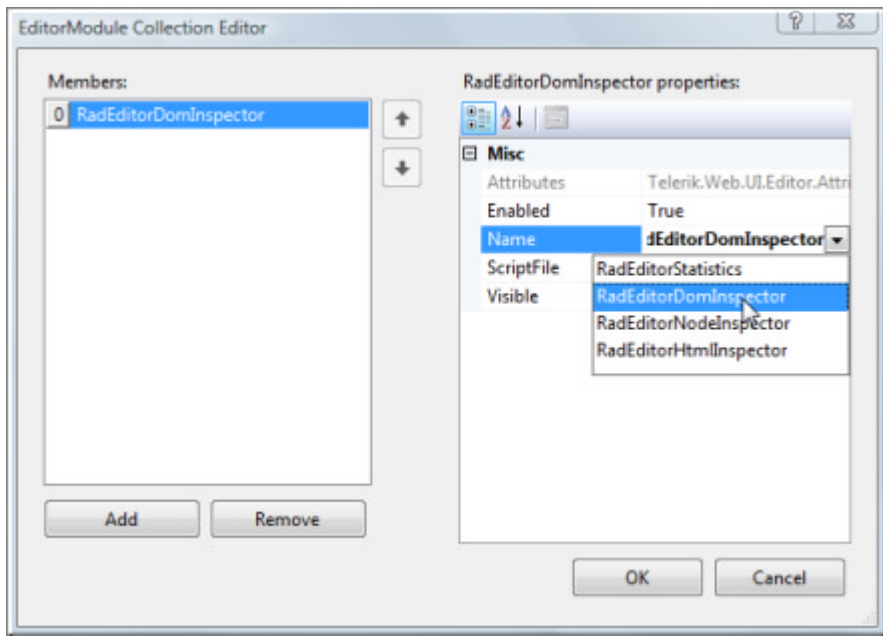 EditorModule Collection Editor
Members:
0 RadEditorDomInspector
Add
Remove
RadEditorDomInspector properties:
Misc
Attributes Telerik.Web.UI.Editor.Attri
Enabled True
Name dEditorDomInspector
ScriptFile
Visible
RadEditorStatistics
RadEditorDomInspector
RadEditorNodeInspector
RadEditorHtmlInspector
OK
Cancel